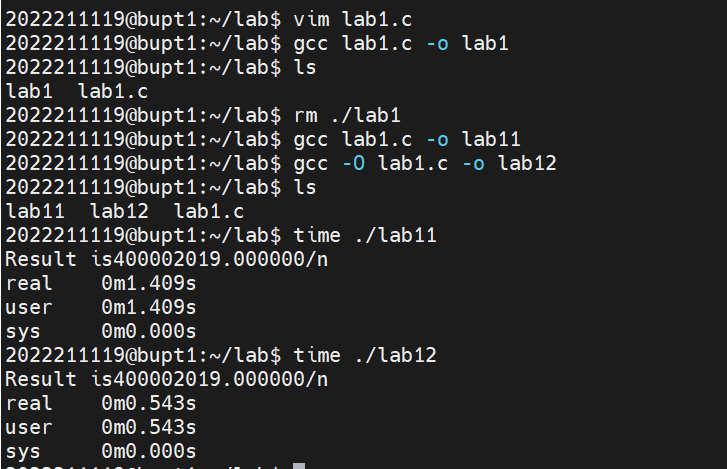 2022211119@bupt1:~/lab$ vim lab1.c
2022211119@bupt1:~/lab$ gcc lab1.c -o lab1
2022211119@bupt1:~/lab$ ls
lab1  lab1.c
2022211119@bupt1:~/lab$ rm ./lab1
2022211119@bupt1:~/lab$ gcc lab1.c -o lab11
2022211119@bupt1:~/lab$ gcc -O lab1.c -o lab12
2022211119@bupt1:~/lab$ ls
lab11  lab12  lab1.c
2022211119@bupt1:~/lab$ time ./lab11
Result is400002019.000000/n
real    0m1.409s
user    0m1.409s
sys     0m0.000s
2022211119@bupt1:~/lab$ time ./lab12
Result is400002019.000000/n
real    0m0.543s
user    0m0.543s
sys     0m0.000s
2022211119@bupt1:~/lab$